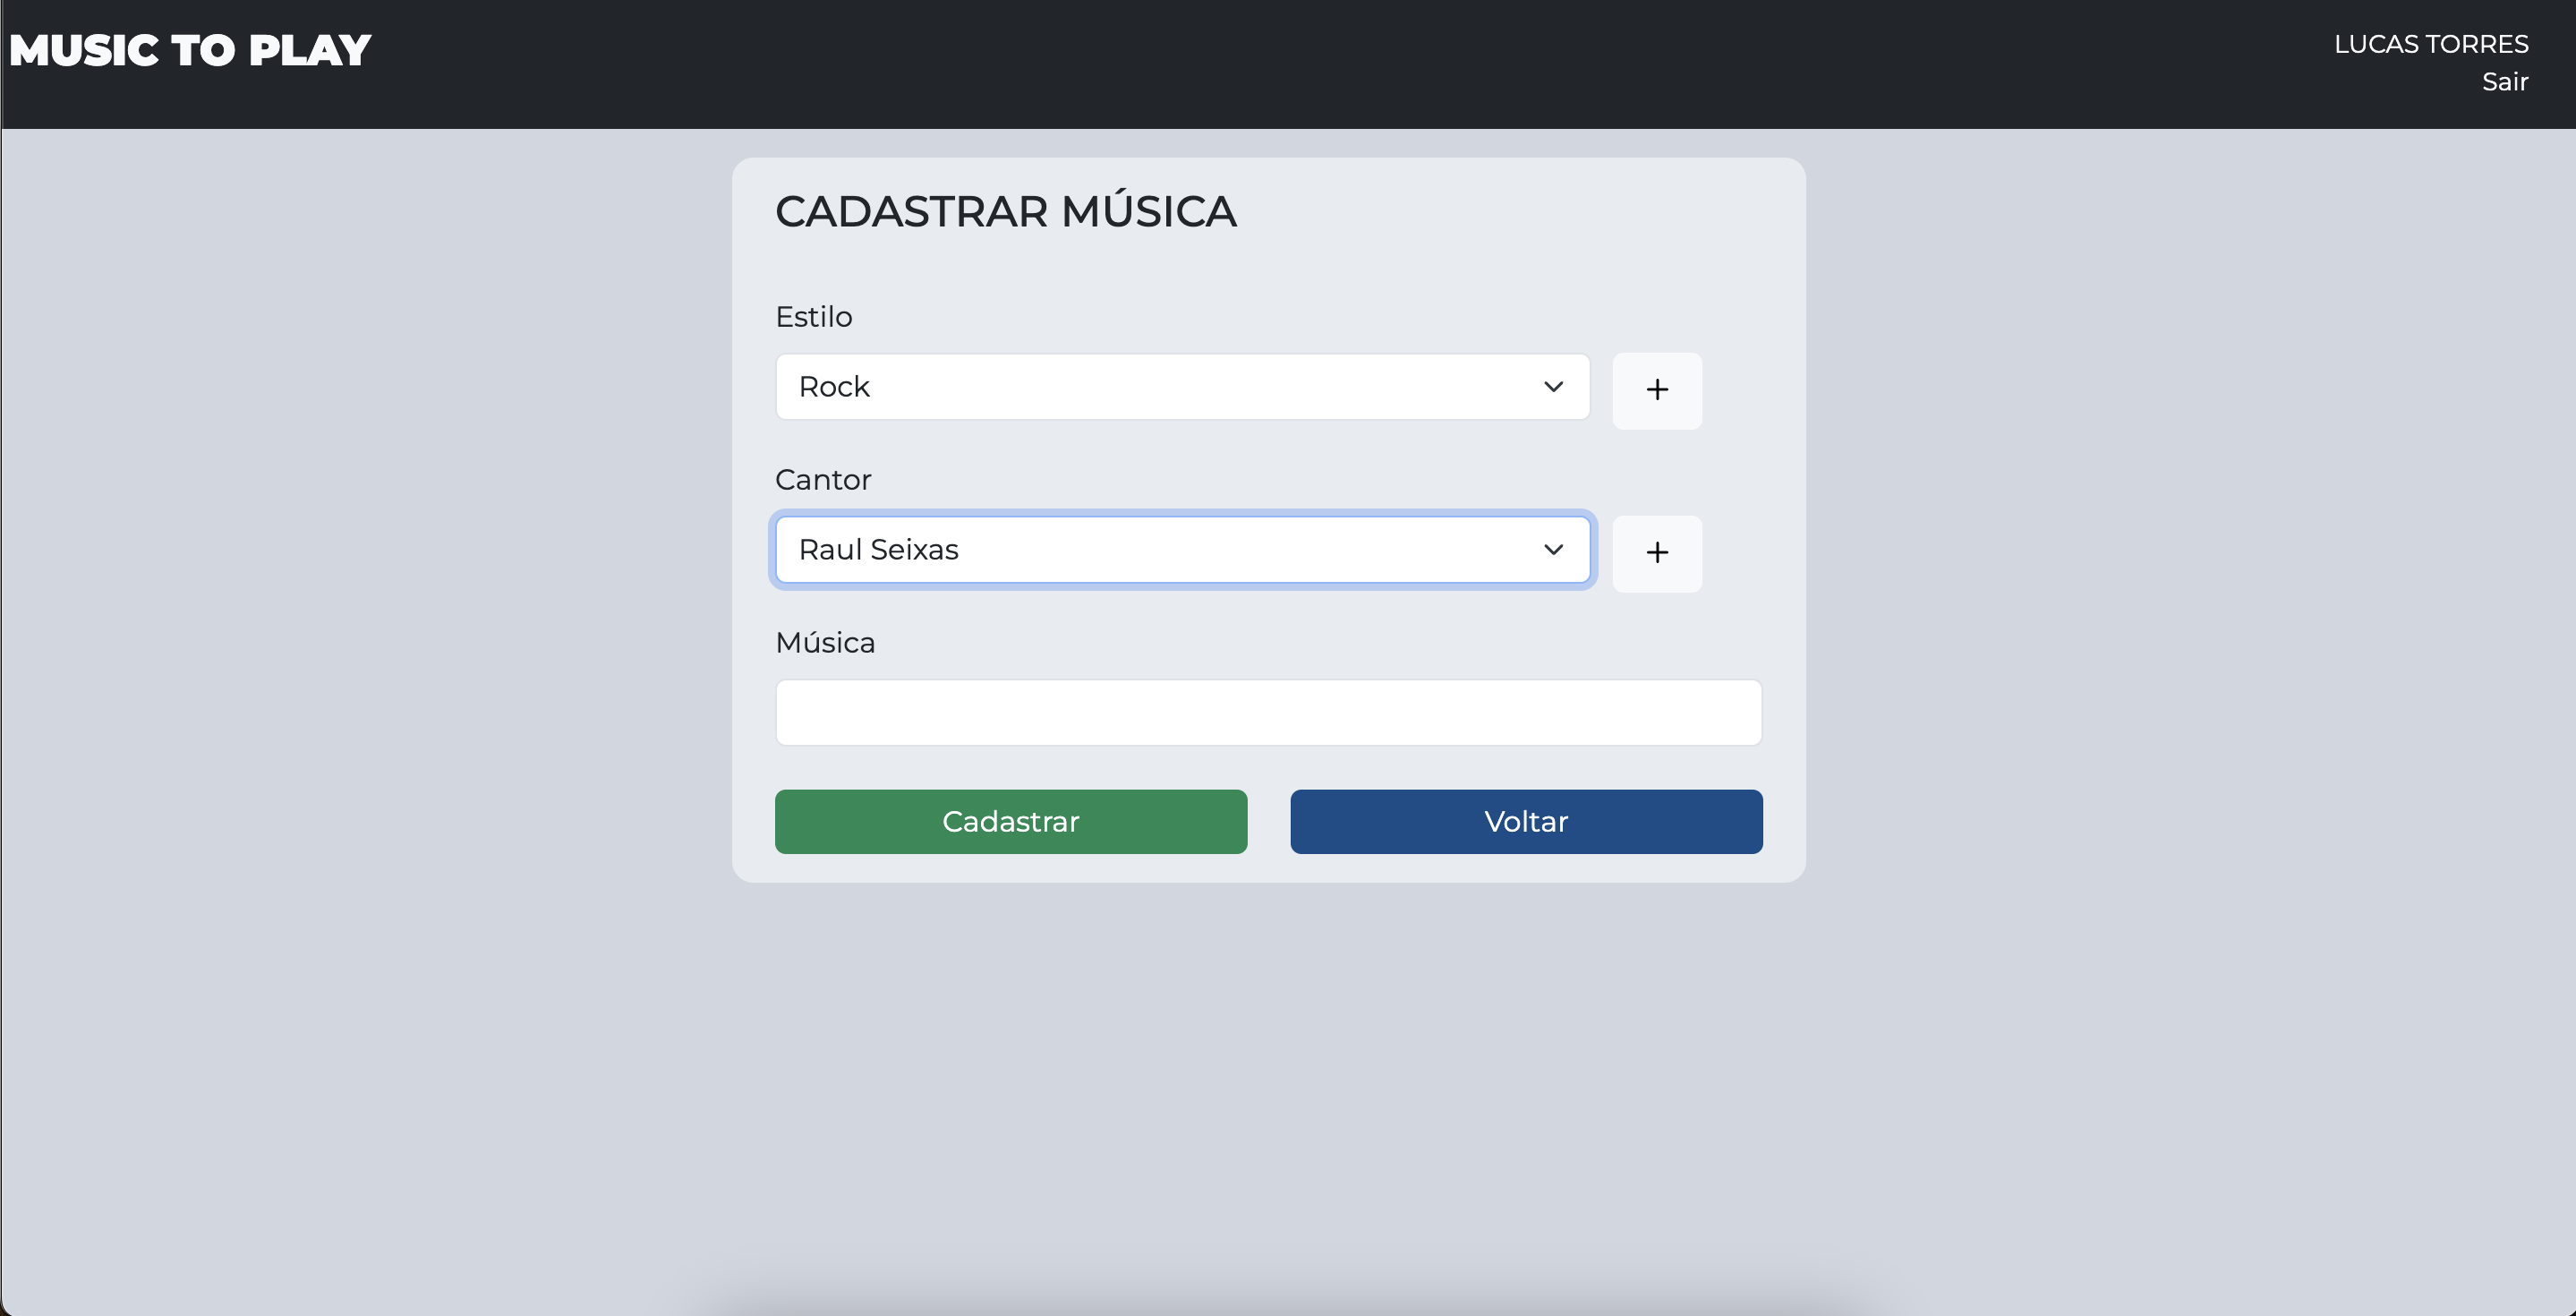 MUSIC TO PLAY
LUCAS TORRES
Sair
CADASTRAR MÚSICA
Estilo
Rock
+
Cantor
Raul Seixas
+
Música
Cadastrar
Voltar